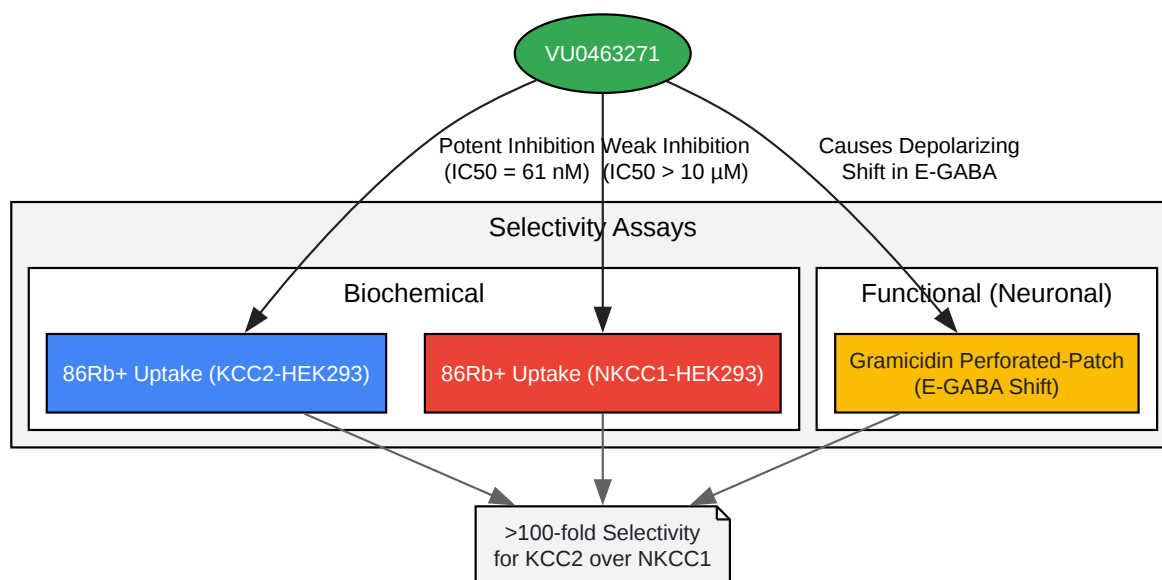 VU0463271
Potent Inhibition
(IC50 = 61 nM)
Weak Inhibition
(IC50 > 10 µM)
Causes Depolarizing
Shift in E-GABA
Selectivity Assays
Biochemical
Functional (Neuronal)
86Rb+ Uptake (KCC2-HEK293)
86Rb+ Uptake (NKCC1-HEK293)
Gramicidin Perforated-Patch
(E-GABA Shift)
>100-fold Selectivity
for KCC2 over NKCC1